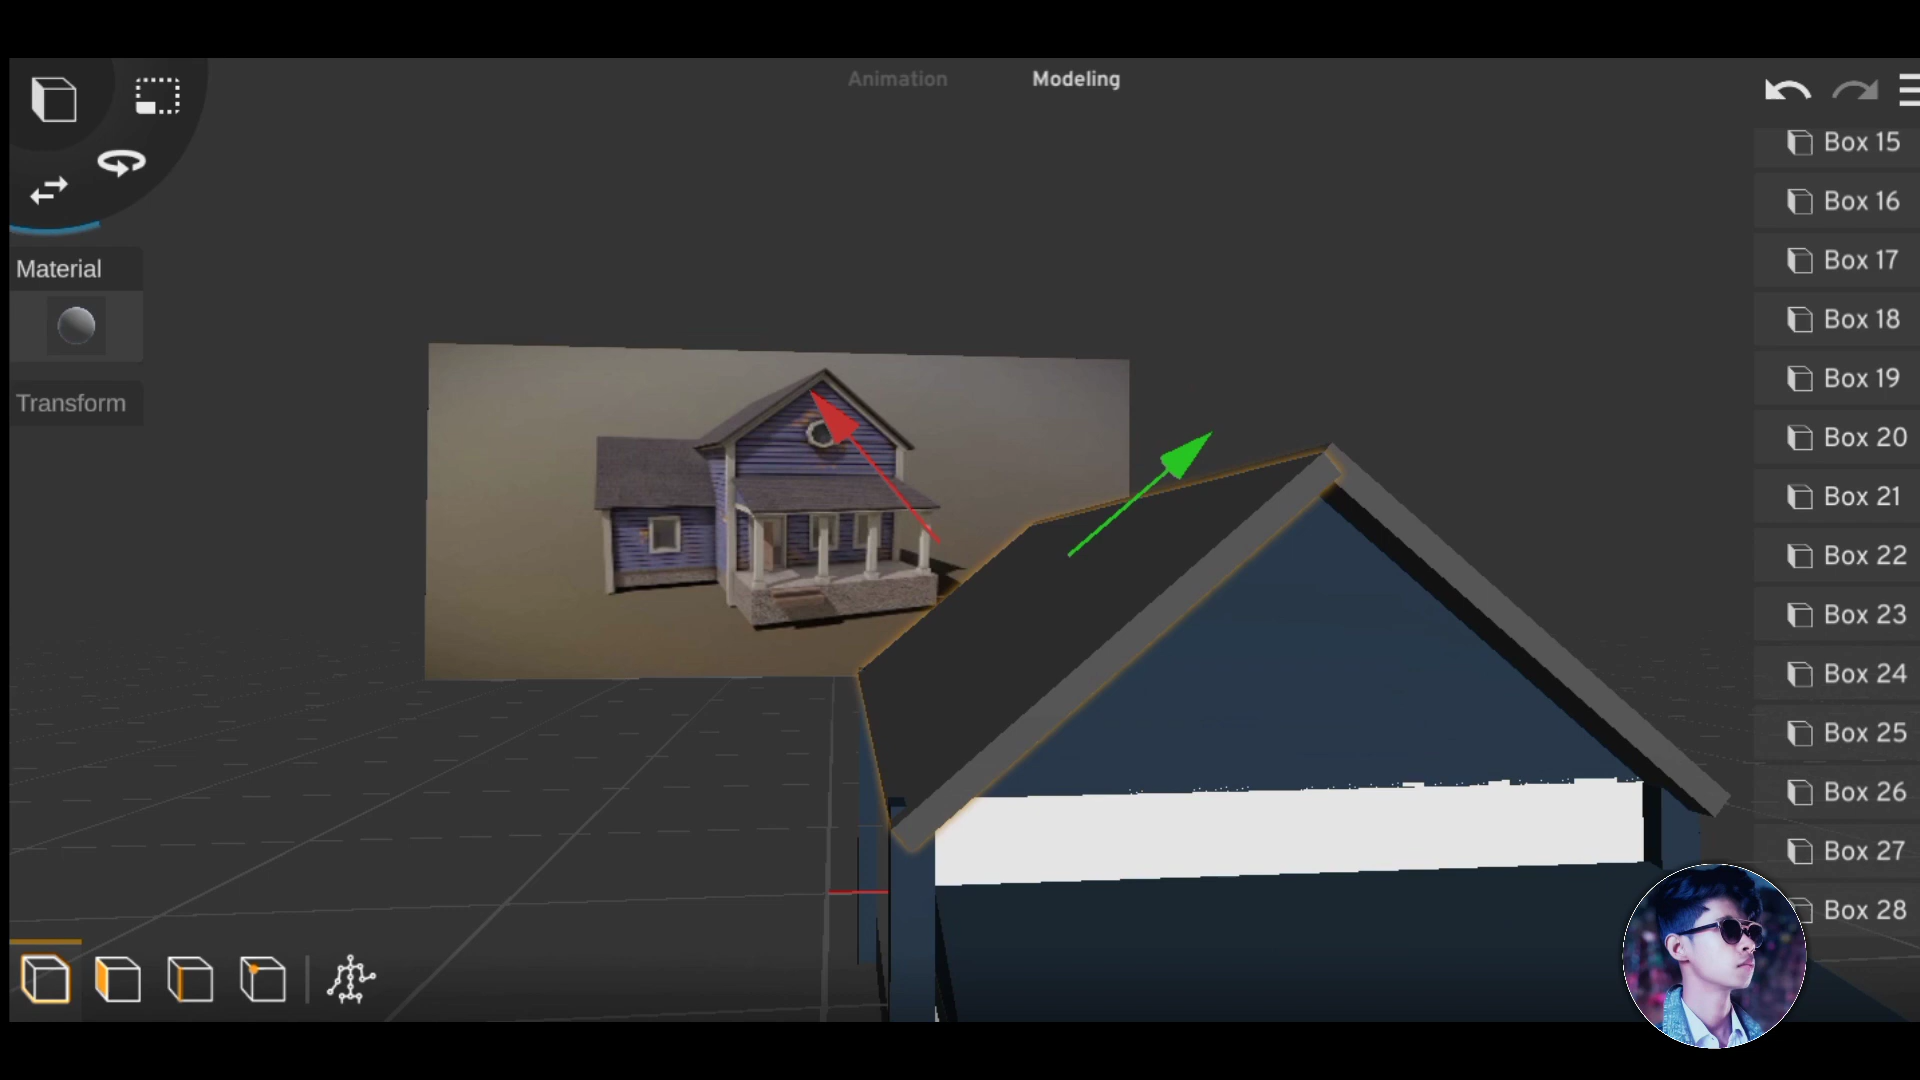 Animation
Modeling
Material
Transform
Box 15
Box 16
Box 17
Box 18
Box 19
Box 20
Box 21
Box 22
Box 23
Box 24
Box 25
Box 26
Box 27
Box 28